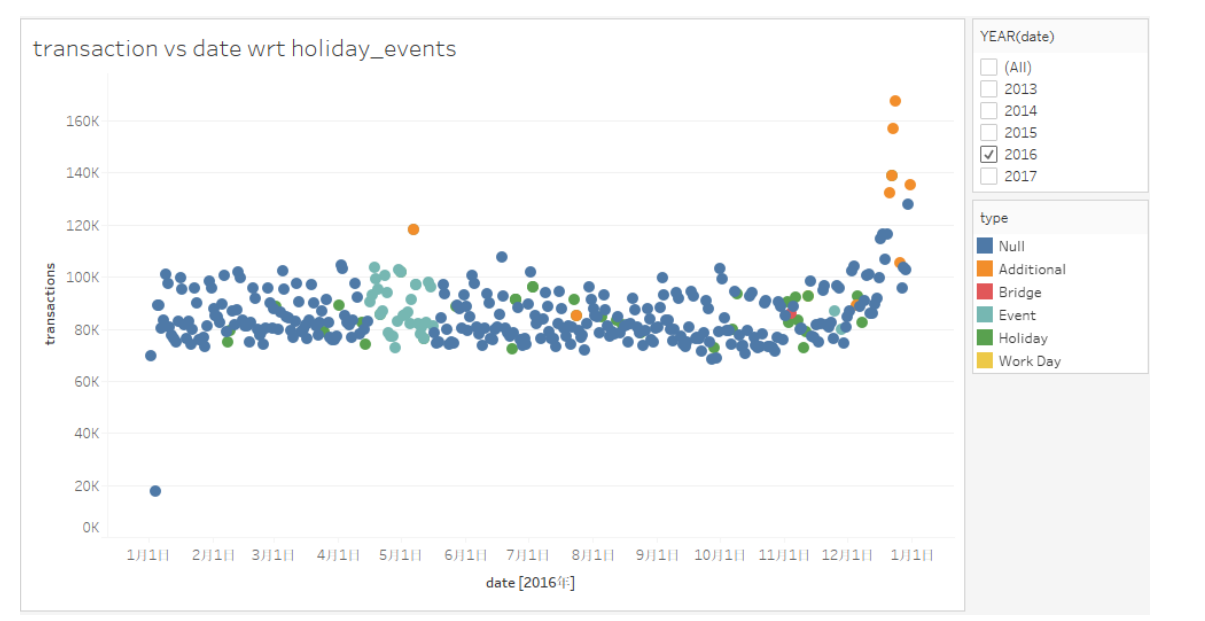 transaction vs date wrt holiday_events
160K
140K
120K
100K
80K
60K
40K
20K
0K
transactions
1月1日 2月1日 3月1日 4月1日 5月1日 6月1日 7月1日 8月1日 9月1日 10月1日 11月1日 12月1日 1月1日
date [2016年]
YEAR(date)
(All)
2013
2014
2015
2016
2017
type
Null
Additional
Bridge
Event
Holiday
Work Day